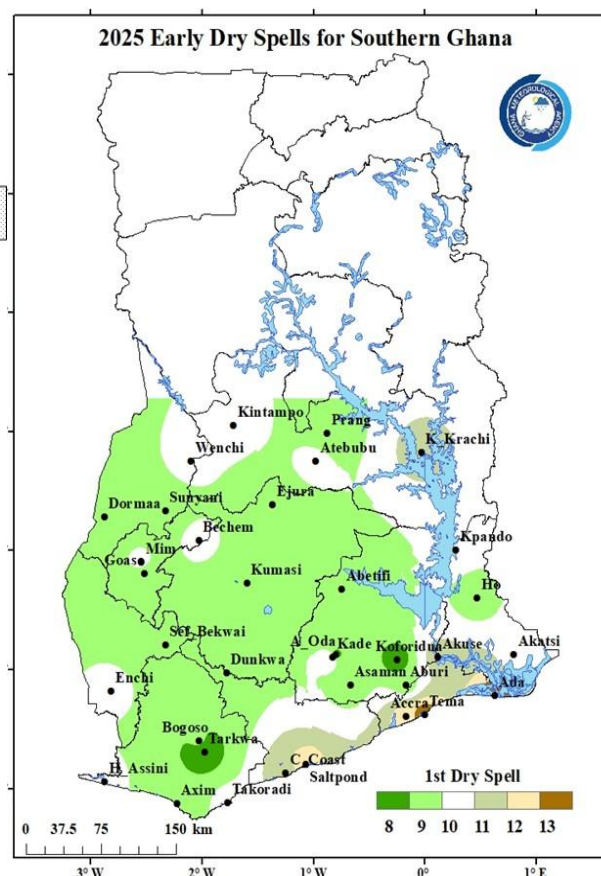 2025 Early Dry Spells for Southern Ghana
GHANA METEOROLOGICAL AGENCY
Kintampo
Prang
K_Krachi
Wenchi
Atebubu
Ejura
Dormaa
Sunyani
Bechem
Kpando
Mim
Goaso
Kumasi
Abetifi
Ho
Sef_Bekwai
A_Oda
Kade
Koforidua
Akuse
Akatsi
Dunkwa
Enchi
Asaman
Aburi
Ada
Accra
Tema
Bogoso
Tarkwa
C_Coast
Saltpond
H_Assini
Axim
Takoradi
1st Dry Spell
8 9 10 11 12 13
0 37.5 75 150 km
3° W 2° W 1° W 0° 1° E